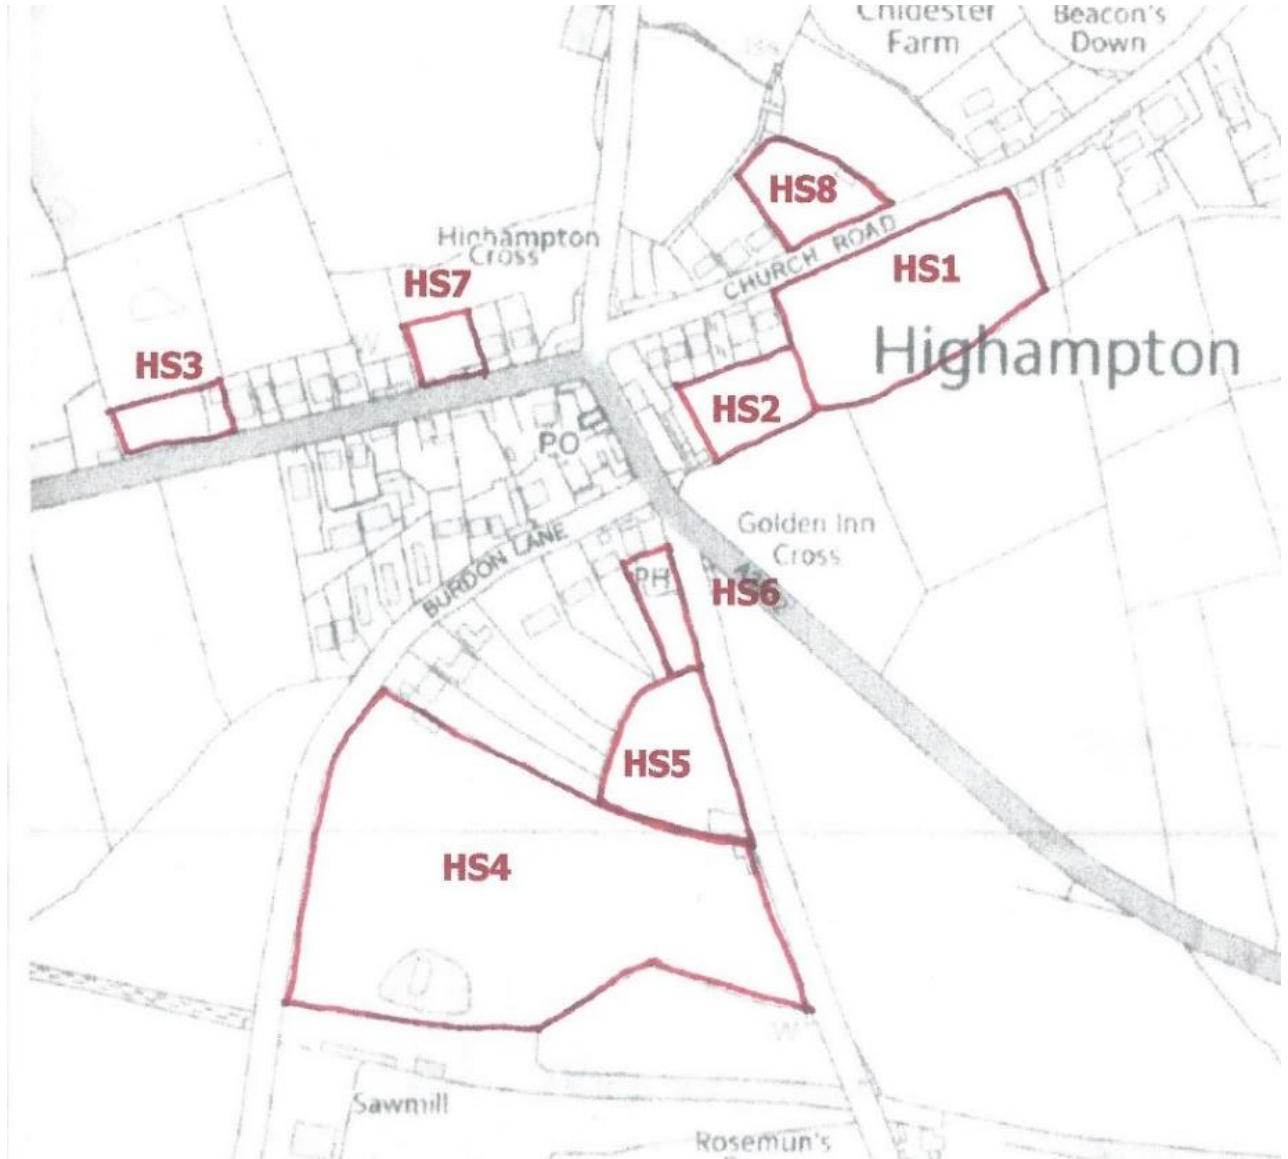 Chidester
Farm
Beacon's
Down
HS8
Highampton
Cross
CHURCH ROAD
HS1
HS7
HS3
Highampton
HS2
PO
Golden Inn
Cross
BURDON LANE
PH
HS6
HS5
HS4
W
Sawmill
Rosemun's